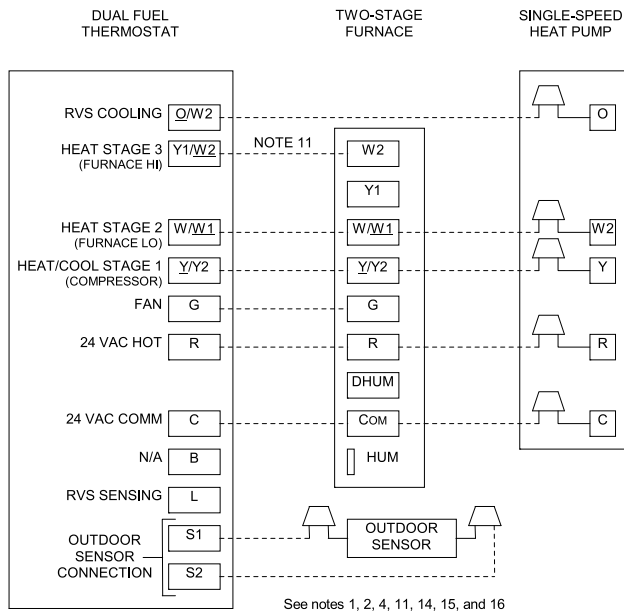 DUAL FUEL
THERMOSTAT
TWO-STAGE
FURNACE
SINGLE-SPEED
HEAT PUMP
RVS COOLING O/W2 O
HEAT STAGE 3 Y1/W2 NOTE 11 W2
(FURNACE HI)
Y1
HEAT STAGE 2 W/W1 W/W1 W2
(FURNACE LO)
HEAT/COOL STAGE 1 Y/Y2 Y/Y2 Y
(COMPRESSOR)
FAN G G
24 VAC HOT R R R
DHUM
24 VAC COMM C COM C
N/A B HUM
RVS SENSING L
OUTDOOR
SENSOR
CONNECTION
S1
S2
OUTDOOR
SENSOR
See notes 1, 2, 4, 11, 14, 15, and 16